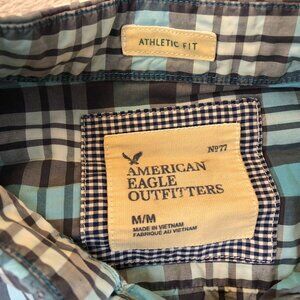 ATHLETIC FIT
Nº77
AMERICAN
EAGLE
OUTFITTERS
M/M
MADE IN VIETNAM
FABRIQUÉ AU VIETNAM